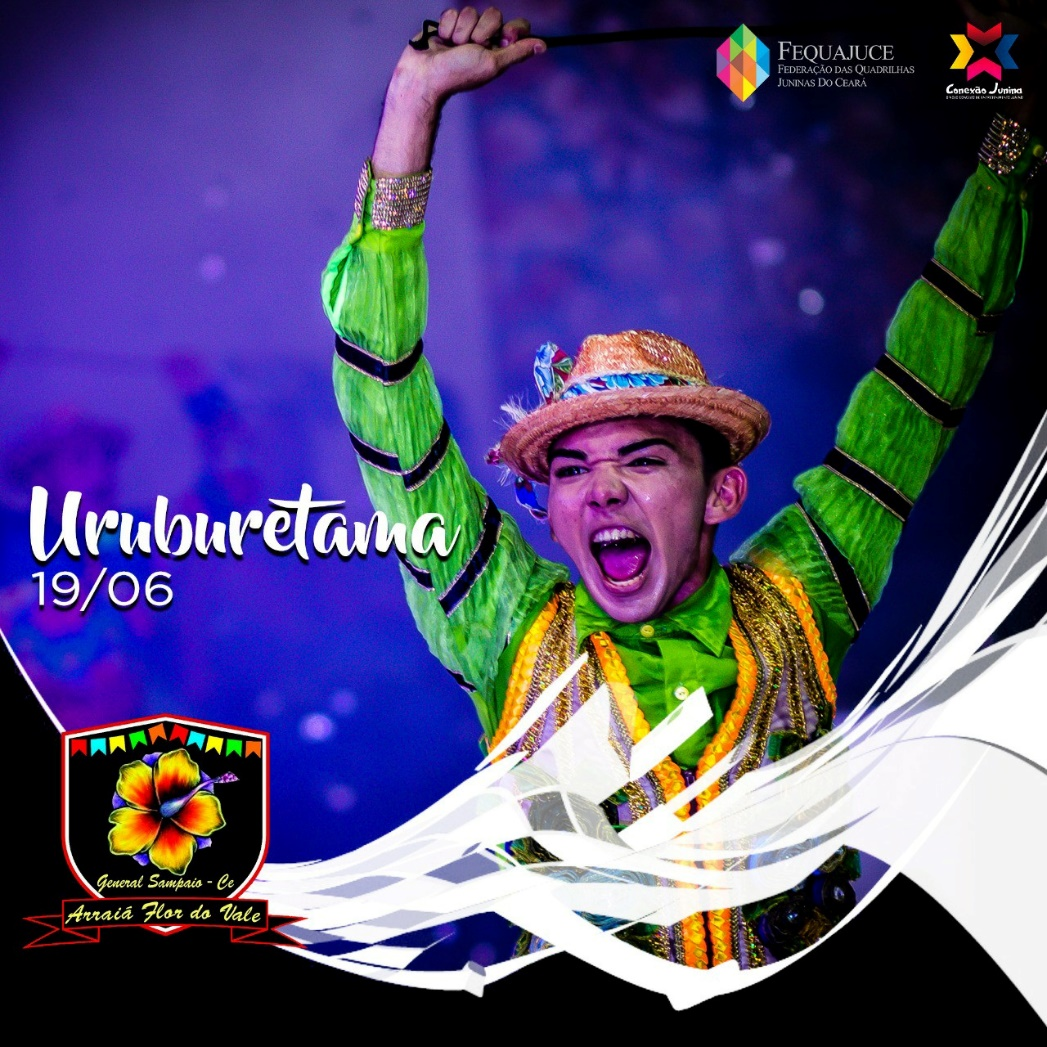 FEQUAJUCE
FEDERAÇÃO DAS QUADRILHAS
JUNINAS DO CEARÁ
Conexão Junina
Uruburetama
19/06
General Sampaio - Ce
Arraiá Flor do Vale